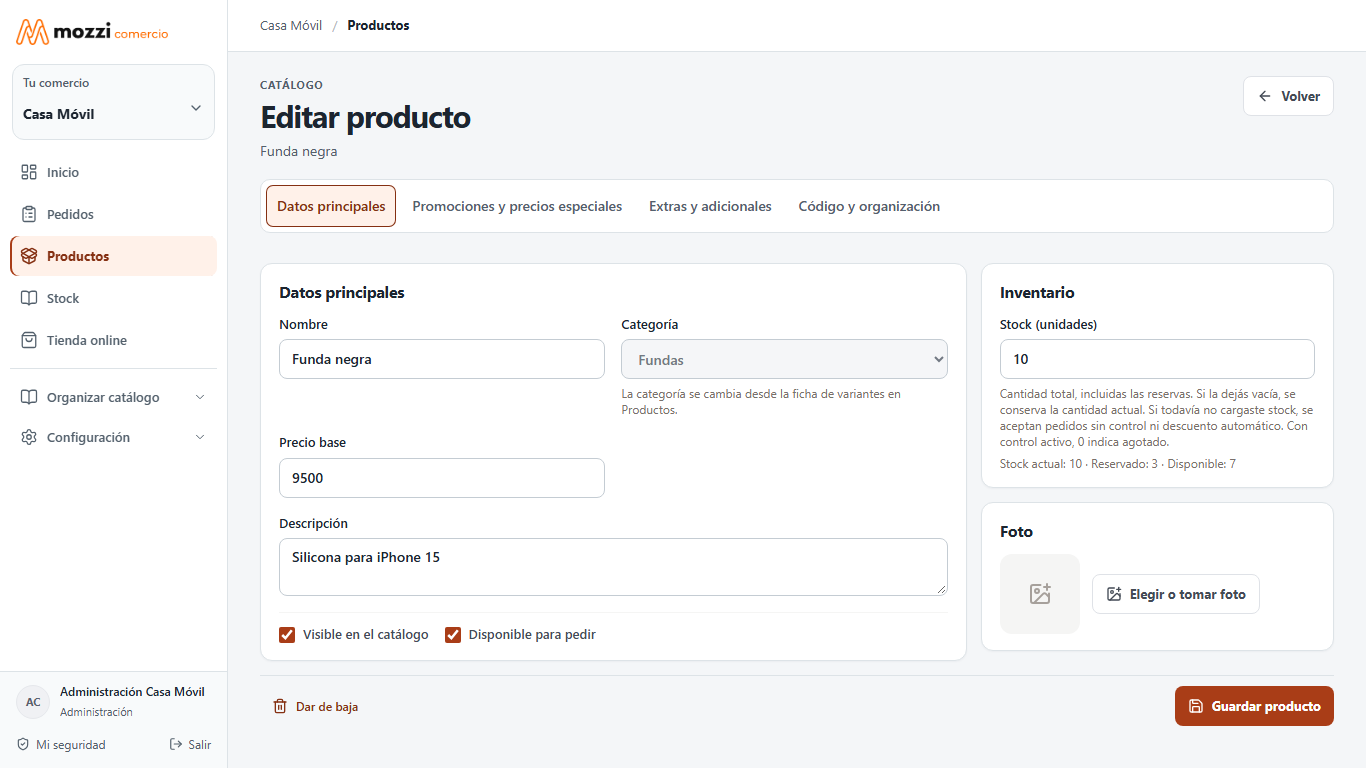 mozzi comercio
Tu comercio
Casa Móvil
Inicio
Pedidos
Productos
Stock
Tienda online
Organizar catálogo
Configuración
AC
Administración Casa Móvil
Administración
Mi seguridad
Salir
Casa Móvil / Productos
CATÁLOGO
Editar producto
Funda negra
Volver
Datos principales
Promociones y precios especiales
Extras y adicionales
Código y organización
Datos principales
Nombre
Funda negra
Categoría
Fundas
La categoría se cambia desde la ficha de variantes en
Productos.
Precio base
9500
Descripción
Silicona para iPhone 15
Visible en el catálogo
Disponible para pedir
Inventario
Stock (unidades)
10
Cantidad total, incluidas las reservas. Si la dejás vacía, se
conserva la cantidad actual. Si todavía no cargaste stock, se
aceptan pedidos sin control ni descuento automático. Con
control activo, 0 indica agotado.
Stock actual: 10 · Reservado: 3 · Disponible: 7
Foto
Elegir o tomar foto
Dar de baja
Guardar producto